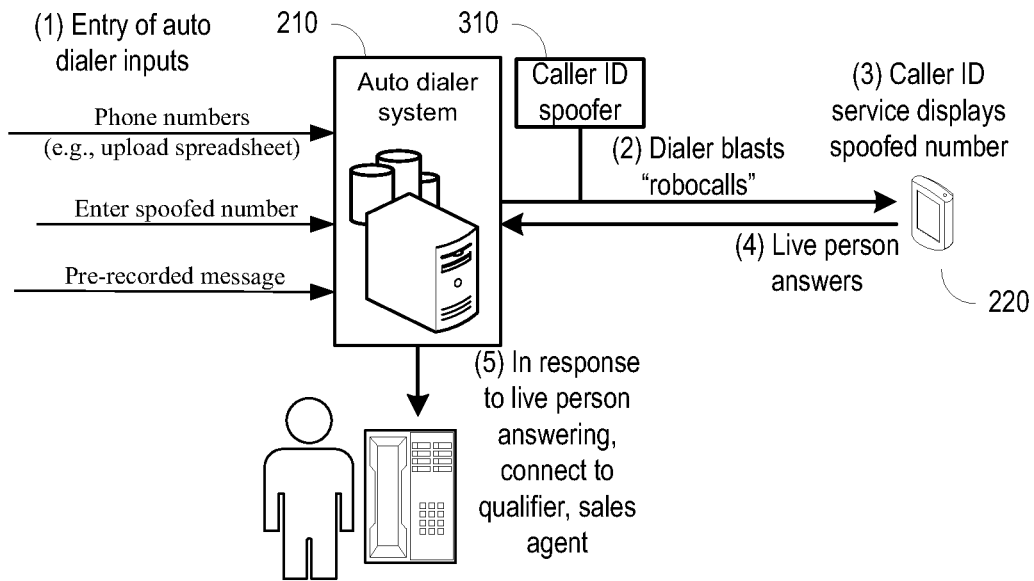 (1) Entry of auto
dialer inputs
210
310
Auto dialer
system
Caller ID
spoofer
(3) Caller ID
service displays
spoofed number
Phone numbers
(e.g., upload spreadsheet)
(2) Dialer blasts
“robocalls”
Enter spoofed number
(4) Live person
answers
Pre-recorded message
220
(5) In response
to live person
answering,
connect to
qualifier, sales
agent